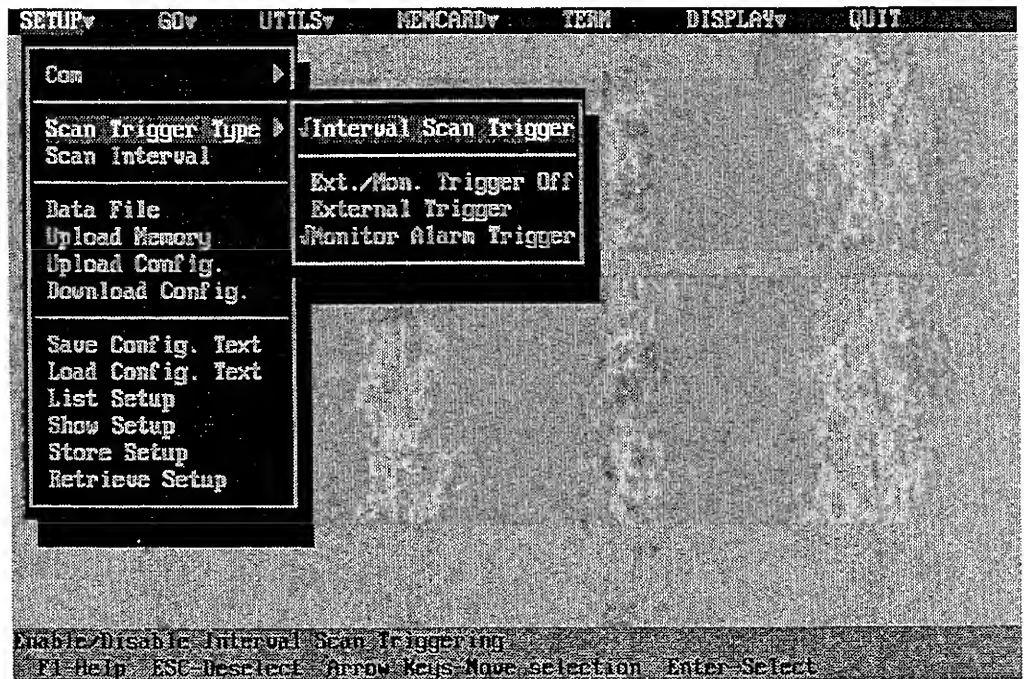 SETUP▼ GO▼ UTILS▼ MEMCARD▼ TERM DISPLAY▼ QUIT
Com ▶
Scan Trigger Type ▶
Scan Interval
Data File
Upload Memory
Upload Config.
Download Config.
Save Config. Text
Load Config. Text
List Setup
Show Setup
Store Setup
Retrieve Setup
√Interval Scan Trigger
Ext./Mon. Trigger Off
External Trigger
√Monitor Alarm Trigger
Enable/Disable Interval Scan Triggering
F1-Help ESC-Deselect Arrow Keys-Move selection Enter-Select